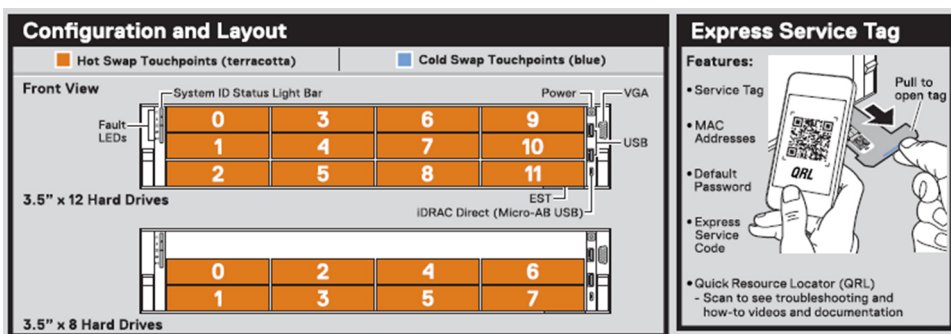 Configuration and Layout
Hot Swap Touchpoints (terracotta)
Cold Swap Touchpoints (blue)
Front View
System ID Status Light Bar
Power
VGA
Fault
LEDs
USB
0 3 6 9
1 4 7 10
2 5 8 11
EST
iDRAC Direct (Micro-AB USB)
3.5” x 12 Hard Drives
0 2 4 6
1 3 5 7
3.5” x 8 Hard Drives
Express Service Tag
Features:
• Service Tag
• MAC
Addresses
• Default
Password
• Express
Service
Code
Pull to
open tag
QRL
• Quick Resource Locator (QRL)
- Scan to see troubleshooting and
how-to videos and documentation